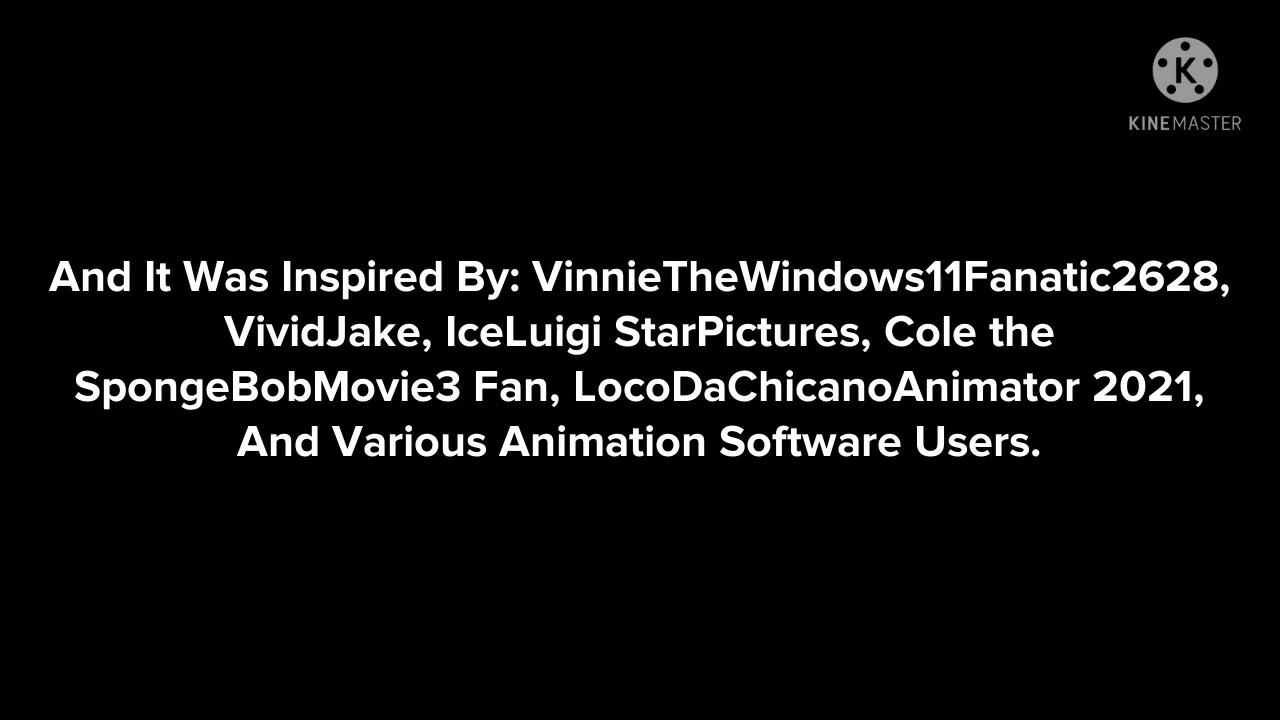 K
KINEMASTER
And It Was Inspired By: VinnieTheWindows11Fanatic2628,
VividJake, IceLuigi StarPictures, Cole the
SpongeBobMovie3 Fan, LocoDaChicanoAnimator 2021,
And Various Animation Software Users.